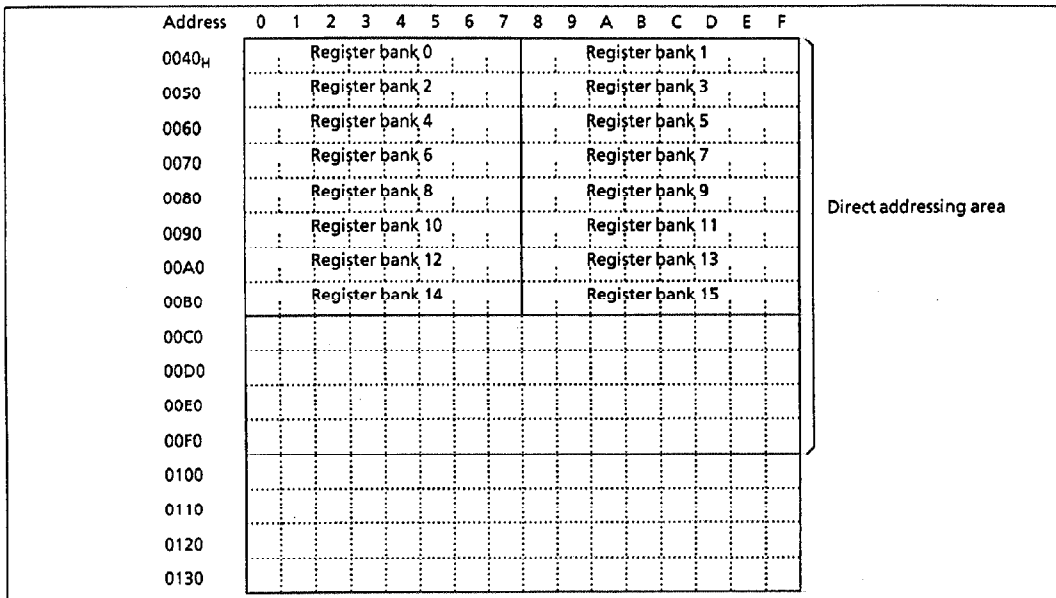 Address 0 1 2 3 4 5 6 7 8 9 A B C D E F
0040H Register bank 0 Register bank 1
0050 Register bank 2 Register bank 3
0060 Register bank 4 Register bank 5
0070 Register bank 6 Register bank 7
0080 Register bank 8 Register bank 9
Direct addressing area
0090 Register bank 10 Register bank 11
00A0 Register bank 12 Register bank 13
00B0 Register bank 14 Register bank 15
00C0
00D0
00E0
00F0
0100
0110
0120
0130